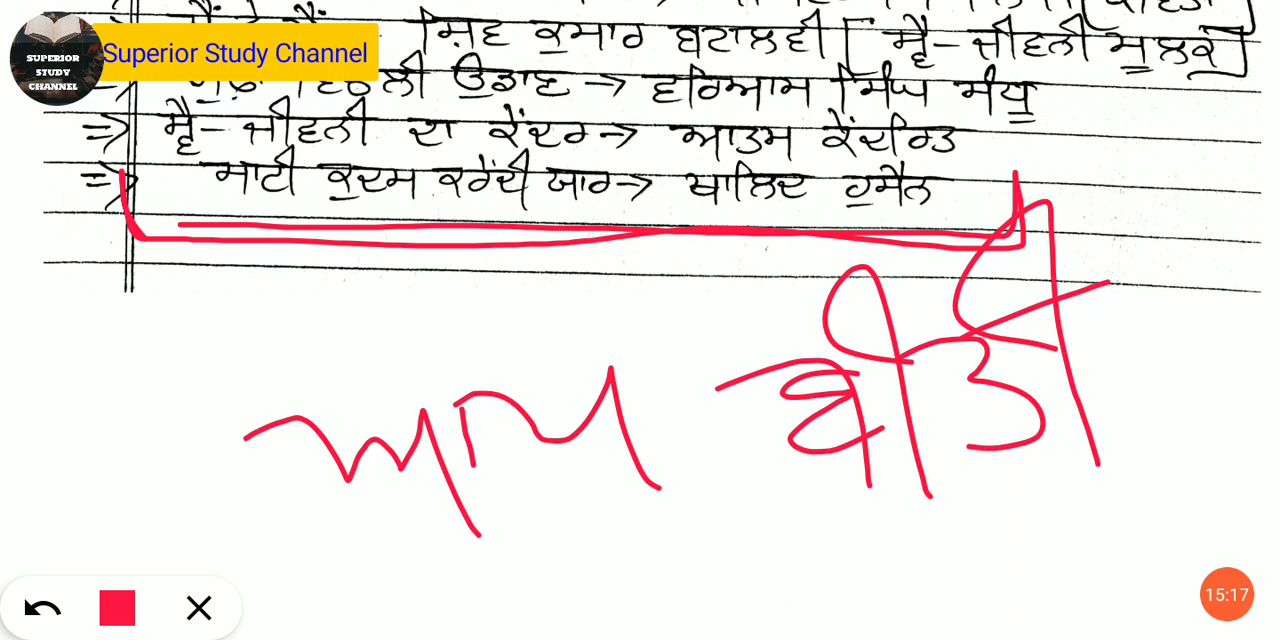 ਸ਼ਿਵ ਕੁਮਾਰ ਬਟਾਲਵੀ [ ਸ੍ਵੈ-ਜੀਵਨੀ ਮੂਲਕ]
SUPERIOR STUDY CHANNEL
Superior Study Channel
ਉਡਾਣ → ਵਰਿਆਮ ਸਿੰਘ ਸੰਧੂ
=> ਸ੍ਵੈ-ਜੀਵਨੀ ਦਾ ਕੇਂਦਰ → ਆਤਮ ਕੇਂਦਰਿਤ
=> ਮਾਟੀ ਕੁਦਮ ਕਰੇਂਦੀ ਯਾਰ → ਖਾਲਿਦ ਹੁਸੈਨ
ਆਪ ਬੀਤੀ
15:17